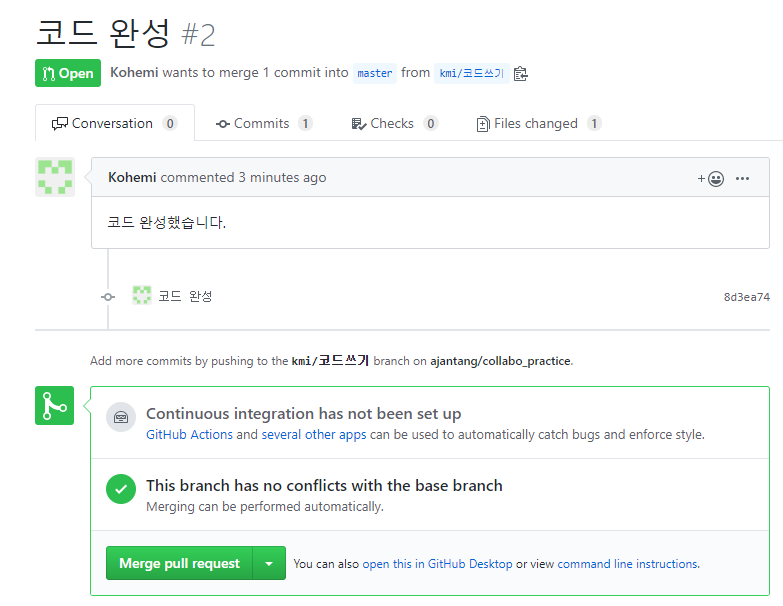 코드 완성 #2
Open Kohemi wants to merge 1 commit into master from kmi/코드쓰기
Conversation 0 Commits 1 Checks 0 Files changed 1
Kohemi commented 3 minutes ago
코드 완성했습니다.
코드 완성 8d3ea74
Add more commits by pushing to the kmi/코드쓰기 branch on ajantang/collabo_practice.
Continuous integration has not been set up
GitHub Actions and several other apps can be used to automatically catch bugs and enforce style.
This branch has no conflicts with the base branch
Merging can be performed automatically.
Merge pull request You can also open this in GitHub Desktop or view command line instructions.